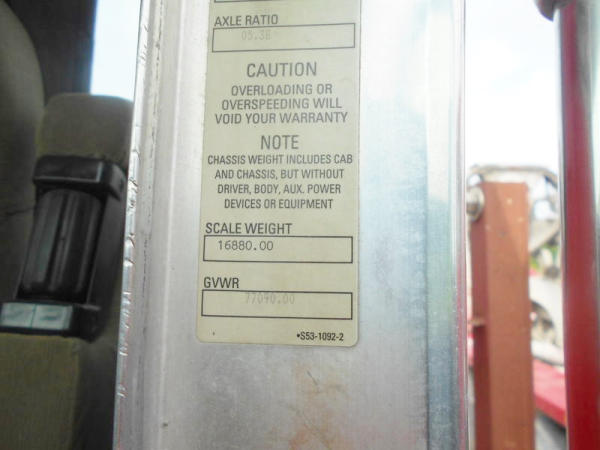 AXLE RATIO
05.38
CAUTION
OVERLOADING OR
OVERSPEEDING WILL
VOID YOUR WARRANTY
NOTE
CHASSIS WEIGHT INCLUDES CAB
AND CHASSIS, BUT WITHOUT
DRIVER, BODY, AUX. POWER
DEVICES OR EQUIPMENT
SCALE WEIGHT
16880.00
GVWR
77040.00
•S53-1092-2